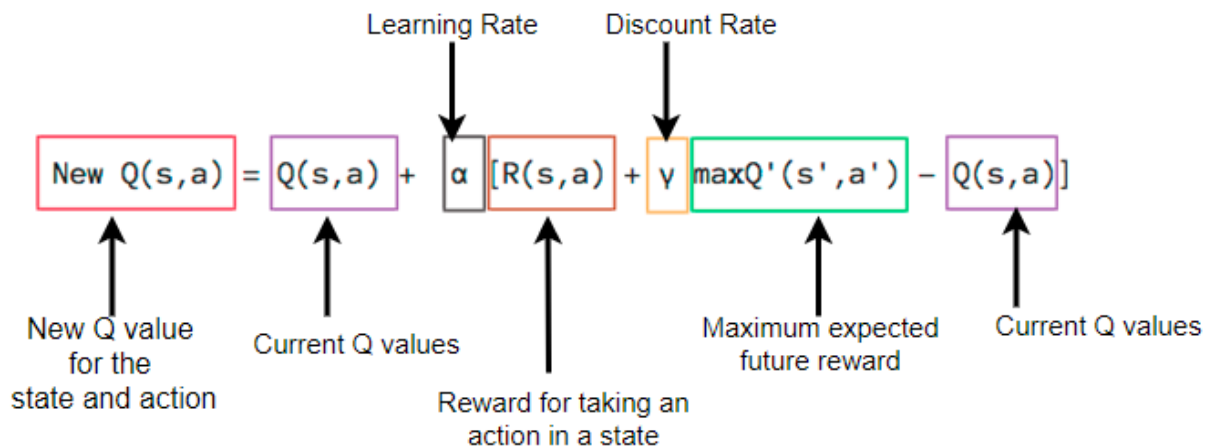 Learning Rate
Discount Rate
New Q(s,a) = Q(s,a) + α [R(s,a) + γ maxQ'(s',a') − Q(s,a)]
New Q value
for the
state and action
Current Q values
Reward for taking an
action in a state
Maximum expected
future reward
Current Q values